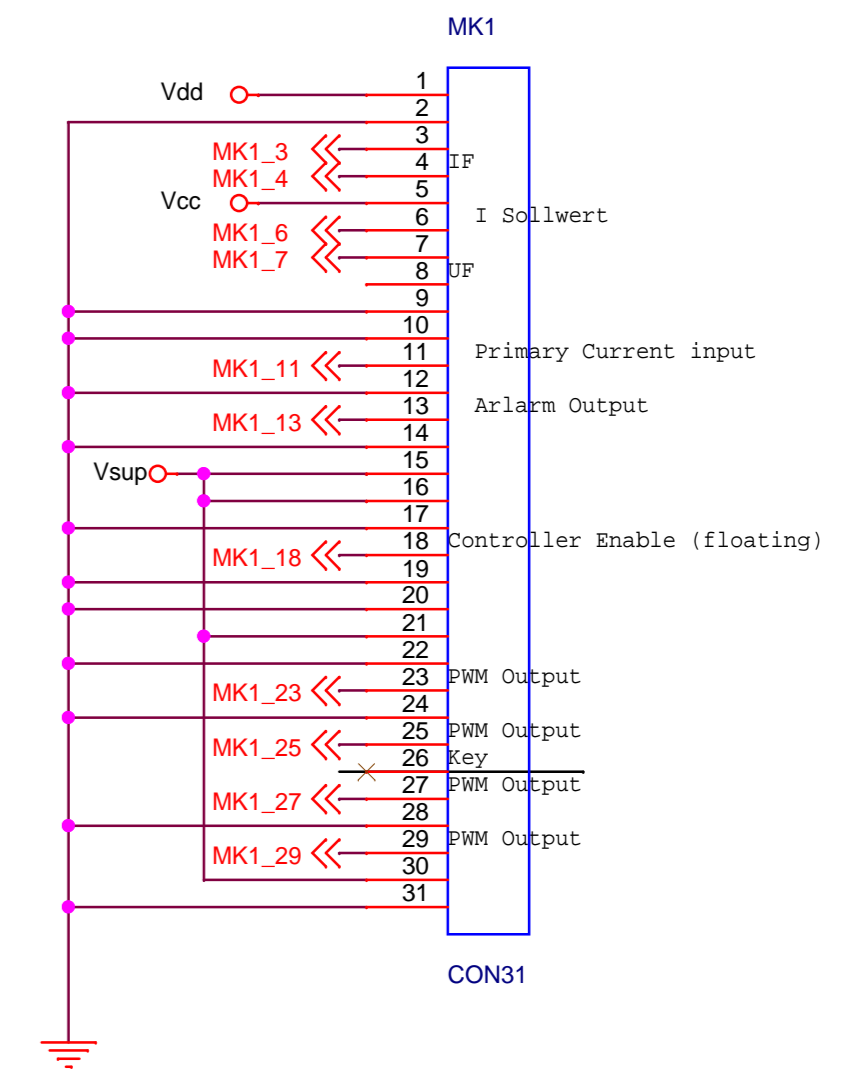 MK1
Vdd
1
2
MK1_3
3
MK1_4
4
IF
Vcc
5
MK1_6
6
I Sollwert
MK1_7
7
8
UF
9
10
MK1_11
11
Primary Current input
12
MK1_13
13
Arlarm Output
14
Vsup
15
16
17
MK1_18
18
Controller Enable (floating)
19
20
21
22
MK1_23
23
PWM Output
24
MK1_25
25
PWM Output
26
Key
MK1_27
27
PWM Output
28
MK1_29
29
PWM Output
30
31
CON31